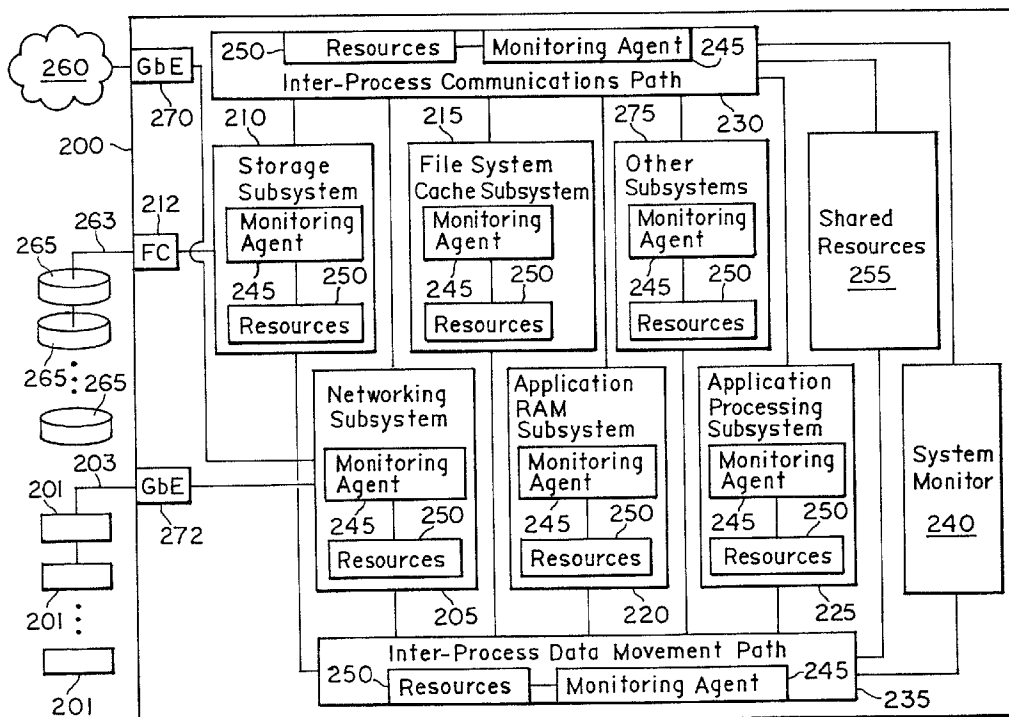 260
GbE
270
200
250
Resources
Monitoring Agent
245
Inter-Process Communications Path
230
210
Storage
Subsystem
Monitoring
Agent
245
250
Resources
215
File System
Cache Subsystem
Monitoring
Agent
245
250
Resources
275
Other
Subsystems
Monitoring
Agent
245
250
Resources
Shared
Resources
255
212
263
FC
265
265
265
Networking
Subsystem
Monitoring
Agent
245
250
Resources
205
Application
RAM
Subsystem
Monitoring
Agent
245
250
Resources
220
Application
Processing
Subsystem
Monitoring
Agent
245
250
Resources
225
System
Monitor
240
203
201
GbE
272
201
201
Inter-Process Data Movement Path
250
Resources
Monitoring Agent
245
235